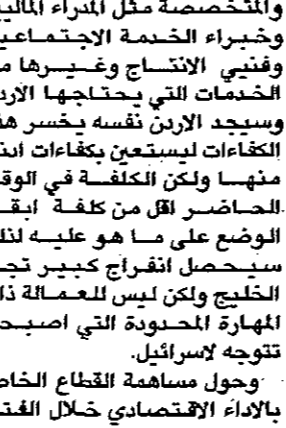 والمتخصصة مثل المدراء الماليي
وخبراء الخدمة الاجتماعي
وفنيي الانتاج وغيرها م
الخدمات التي يحتاجها الارد
وسيجد الاردن نفسه يخسر هذ
الكفاءات ليستعين بكفاءات ابن
منها ولكن الكلفة في الوق
الحاضر اقل من كلفة ابق
الوضع على ما هو عليه لذل
سيحصل انفراج كبير تج
الخليج ولكن ليس للعمالة ذا
المهارة المحدودة التي اصبح
تتوجه لاسرائيل.
وحول مساهمة القطاع الخاص
بالاداء الاقتصادي خلال الفت